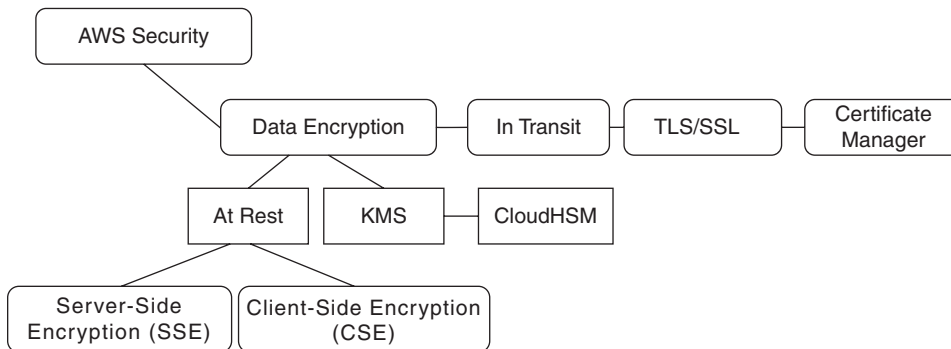 AWS Security
Data Encryption
In Transit
TLS/SSL
Certificate
Manager
At Rest
KMS
CloudHSM
Server-Side
Encryption (SSE)
Client-Side Encryption
(CSE)